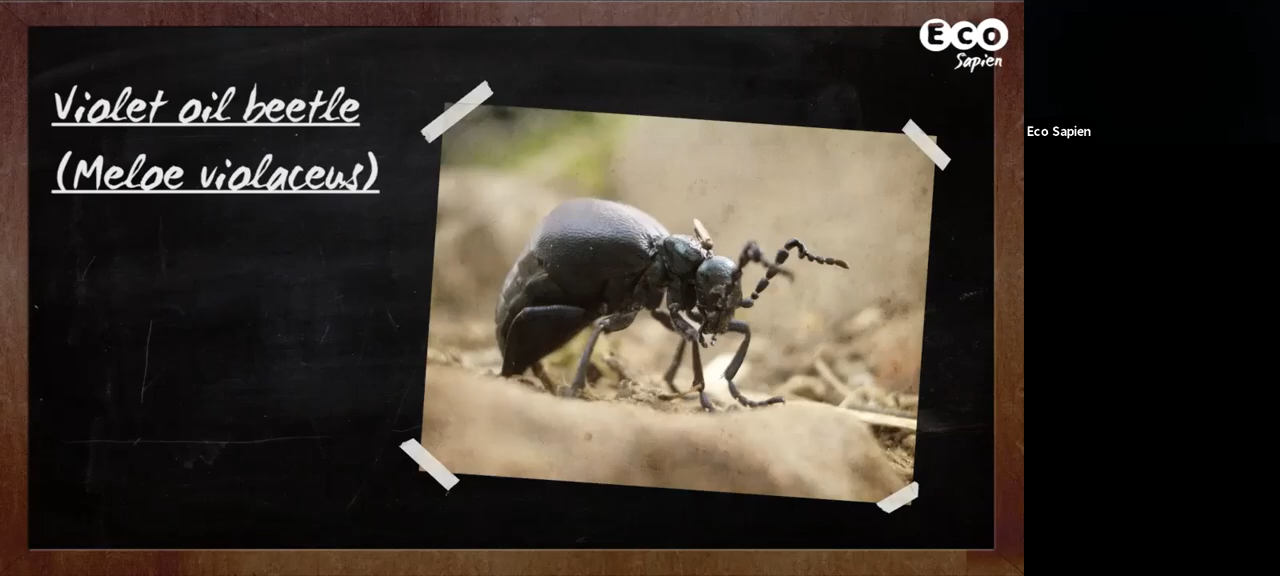 ECO
Sapien
Violet oil beetle
(Meloe violaceus)
Eco Sapien